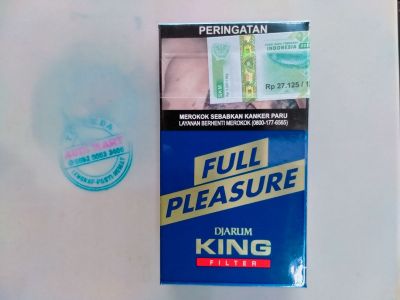 PERINGATAN
INDONESIA
Rp 27.125 / 1
MEROKOK SEBABKAN KANKER PARU
LAYANAN BERHENTI MEROKOK (0800-177-6565)
FULL
PLEASURE
DJARUM
KING
FILTER